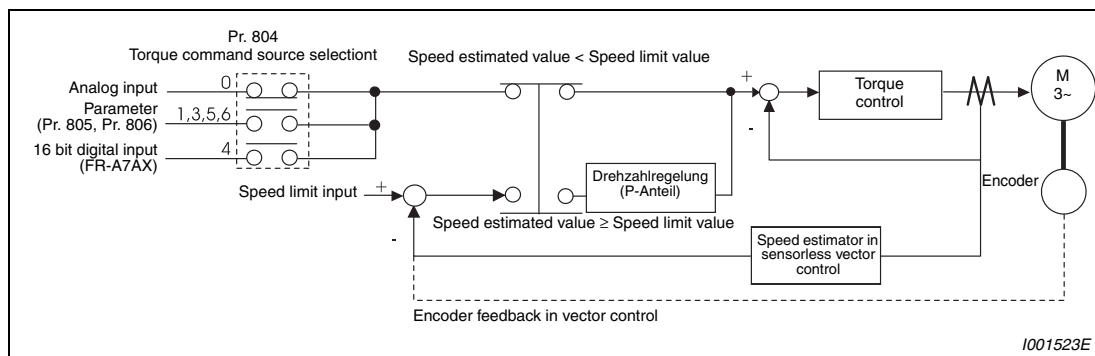 Pr. 804
Torque command source selectiont
Speed estimated value < Speed limit value
Analog input
0
Parameter
(Pr. 805, Pr. 806)
1,3,5,6
16 bit digital input
(FR-A7AX)
4
+
-
Torque
control
M
3~
Speed limit input
+
-
Drehzahlregelung
(P-Anteil)
Encoder
Speed estimated value ≥ Speed limit value
Speed estimator in
sensorless vector
control
Encoder feedback in vector control
I001523E